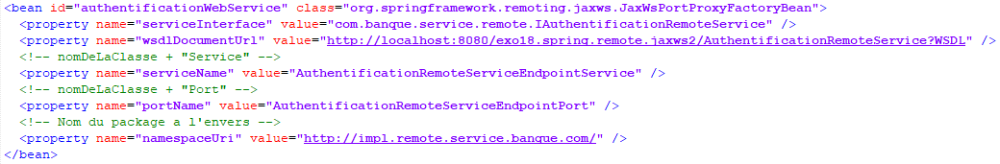 <bean id="authentificationWebService" class="org.springframework.remoting.jaxws.JaxWsPortProxyFactoryBean">
<property name="serviceInterface" value="com.banque.service.remote.IAuthentificationRemoteService" />
<property name="wsdlDocumentUrl" value="http://localhost:8080/exo18.spring.remote.jaxws2/AuthentificationRemoteService?WSDL" />
<!-- nomDeLaClasse + "Service" -->
<property name="serviceName" value="AuthentificationRemoteServiceEndpointService" />
<!-- nomDeLaClasse + "Port" -->
<property name="portName" value="AuthentificationRemoteServiceEndpointPort" />
<!-- Nom du package a l'envers -->
<property name="namespaceUri" value="http://impl.remote.service.banque.com/" />
</bean>